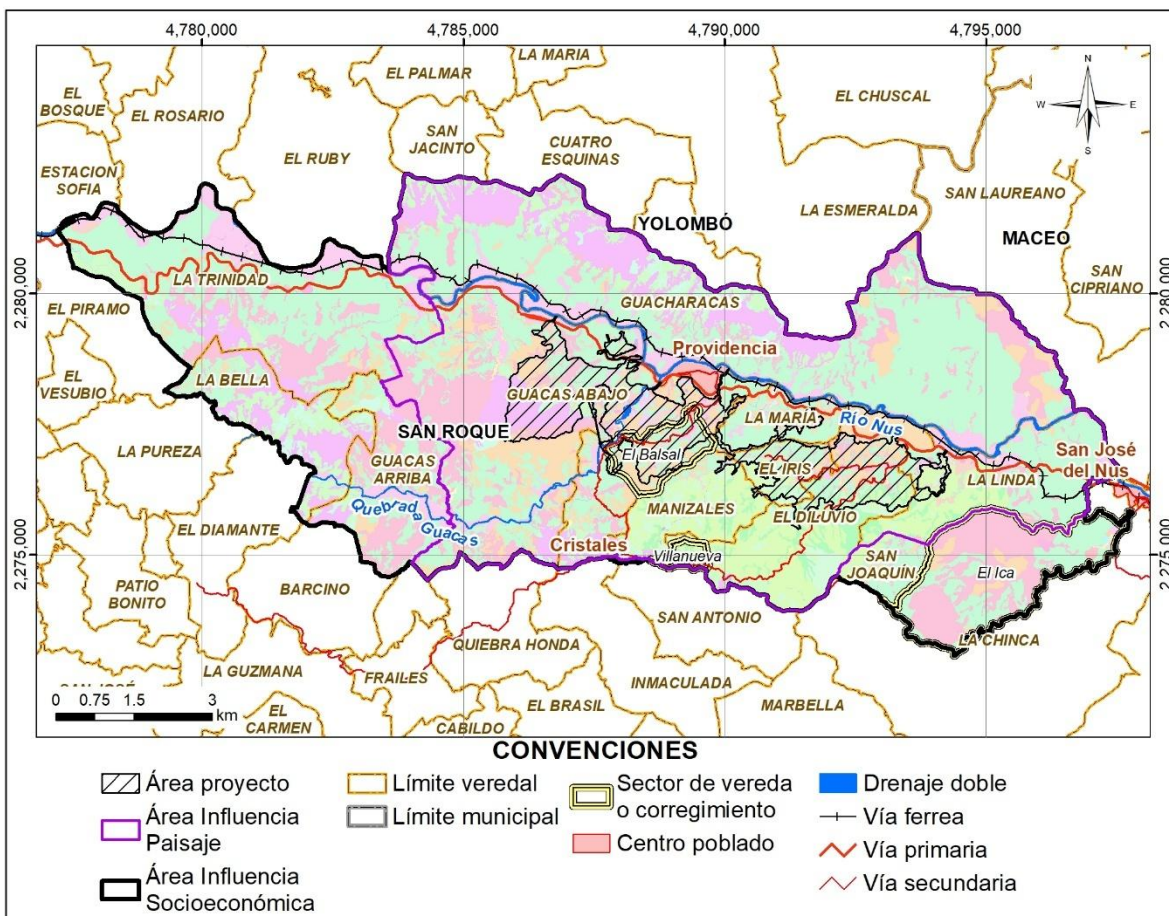 4,780,000
4,785,000
4,790,000
4,795,000
LA MARIA
EL PALMAR
EL
BOSQUE
EL ROSARIO
EL CHUSCAL
N
W
E
S
SAN
JACINTO
CUATRO
ESQUINAS
EL RUBY
ESTACION
SOFIA
SAN LAUREANO
LA ESMERALDA
YOLOMBÓ
MACEO
SAN
CIPRIANO
2,280,000
2,280,000
LA TRINIDAD
GUACHARACAS
EL PIRAMO
Providencia
EL
VESUBIO
LA BELLA
GUACAS ABAJO
LA MARÍA
Río Nus
SAN ROQUE
LA PUREZA
El Balsal
San José
del Nus
GUACAS
ARRIBA
EL IRIS
LA LINDA
Quebrada
Guacas
MANIZALES
EL DILUVIO
EL DIAMANTE
2,275,000
2,275,000
Cristales
Villanueva
SAN
JOAQUÍN
El Ica
PATIO
BONITO
BARCINO
SAN ANTONIO
LA CHINCA
QUIEBRA HONDA
LA GUZMANA
FRAILES
INMACULADA
SAN JOSÉ
EL
CARMEN
CABILDO
EL BRASIL
MARBELLA
0 0.75 1.5 3
km
CONVENCIONES
Área proyecto
Área Influencia
Paisaje
Área Influencia
Socioeconómica
Límite veredal
Límite municipal
Sector de vereda
o corregimiento
Centro poblado
Drenaje doble
Vía ferrea
Vía primaria
Vía secundaria